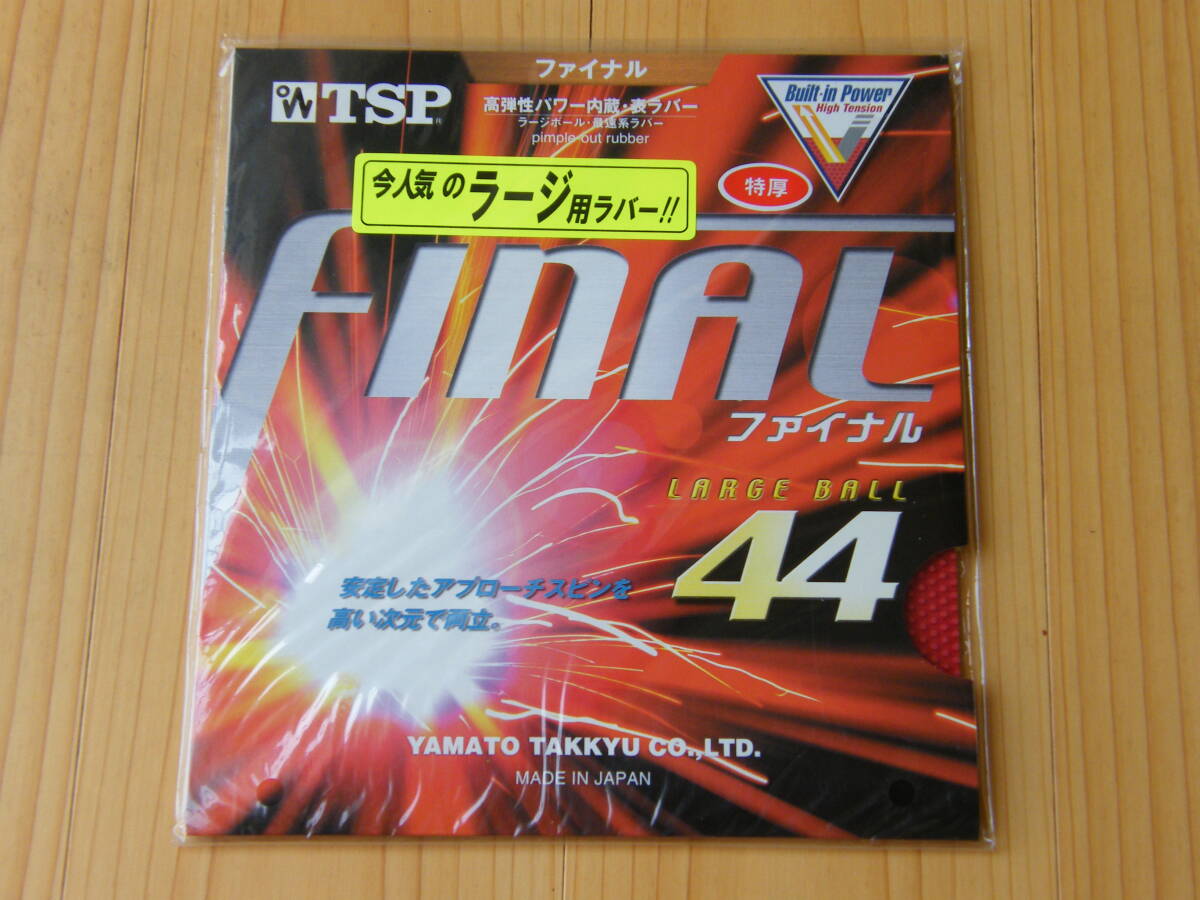 ファイナル
TSP
高弾性パワー内蔵・表ラバー
ラージボール・最速系ラバー
pimple-out rubber
Built-in Power
High Tension
特厚
今人気のラージ用ラバー!!
FINAL
ファイナル
LARGE BALL
44
安定したアプローチスピンを
高い次元で両立。
YAMATO TAKKYU CO.,LTD.
MADE IN JAPAN